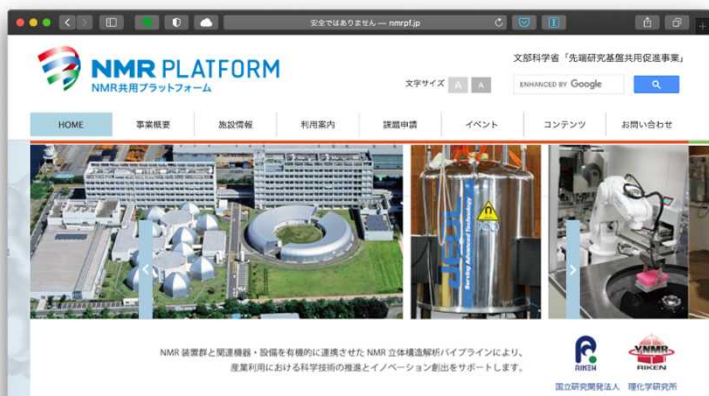 安全ではありません — nmrpf.jp
NMR PLATFORM
NMR共用プラットフォーム
文部科学省「先端研究基盤共用促進事業」
文字サイズ A A
ENHANCED BY Google
HOME 事業概要 施設情報 利用案内 課題申請 イベント コンテンツ お問い合わせ
JEOL
Serving Advanced Technology
NMR 装置群と関連機器・設備を有機的に連携させた NMR 立体構造解析パイプラインにより、
産業利用における科学技術の推進とイノベーション創出をサポートします。
RIKEN YNMR RIKEN
国立研究開発法人 理化学研究所